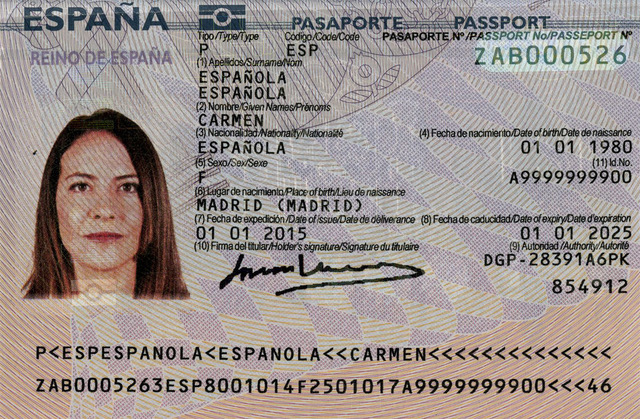 ESPAÑA PASAPORTE PASSPORT
REINO DE ESPAÑA
Tipo/Type/Type Código/Code/Code PASAPORTE Nº/PASSPORT No/PASSEPORT Nº
P ESP ZAB000526
(1) Apellidos/Surname/Nom
ESPAÑOLA
ESPAÑOLA
(2) Nombre/Given Names/Prénoms
CARMEN
(3) Nacionalidad/Nationality/Nationalité (4) Fecha de nacimiento/Date of birth/Date de naissance
ESPAÑOLA 01 01 1980
(5) Sexo/Sex/Sexe (11) Id.No.
F A9999999900
(6) Lugar de nacimiento/Place of birth/Lieu de naissance
MADRID (MADRID)
(7) Fecha de expedición/Date of issue/Date de délivrance (8) Fecha de caducidad/Date of expiry/Date d'expiration
01 01 2015 01 01 2025
(10) Firma del titular/Holder's signature/Signature du titulaire (9) Autoridad/Authority/Autorité
DGP-28391A6PK
854912
P<ESPESPANOLA<ESPANOLA<<CARMEN<<<<<<<<<<<<<<
ZAB0005263ESP8001014F2501017A9999999900<<<46